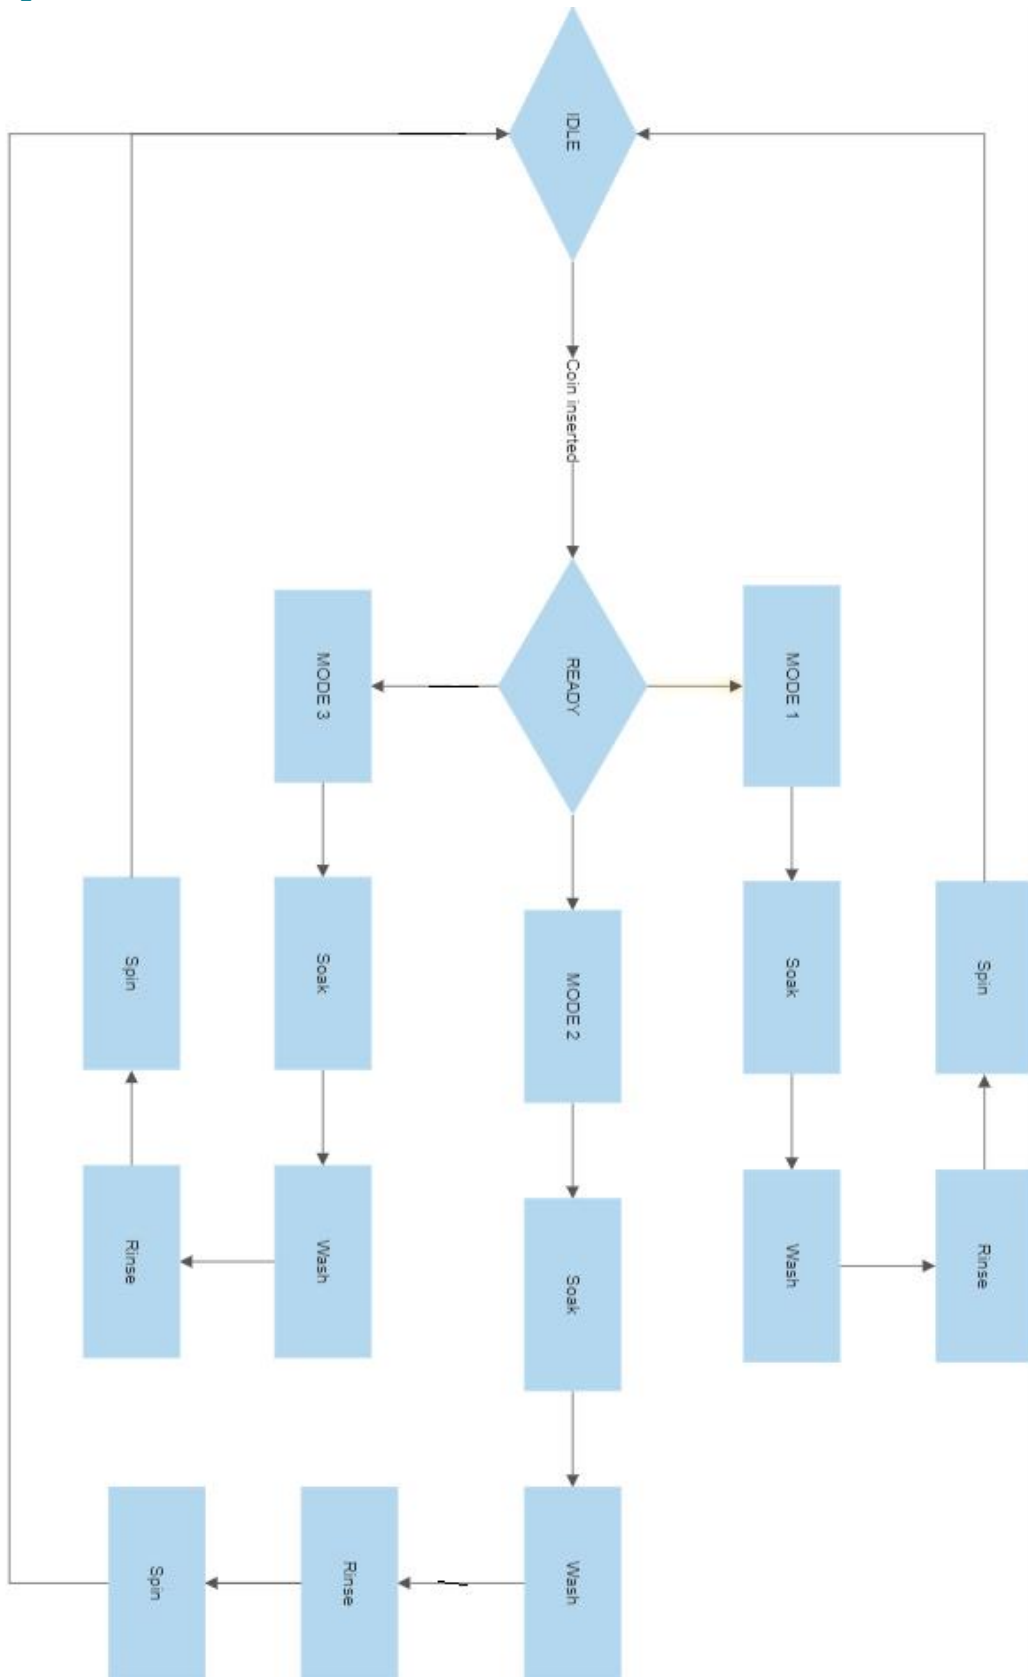 IDLE
Coin inserted
READY
MODE 1
Soak
Wash
Rinse
Spin
MODE 2
Soak
Wash
Rinse
Spin
MODE 3
Soak
Wash
Rinse
Spin